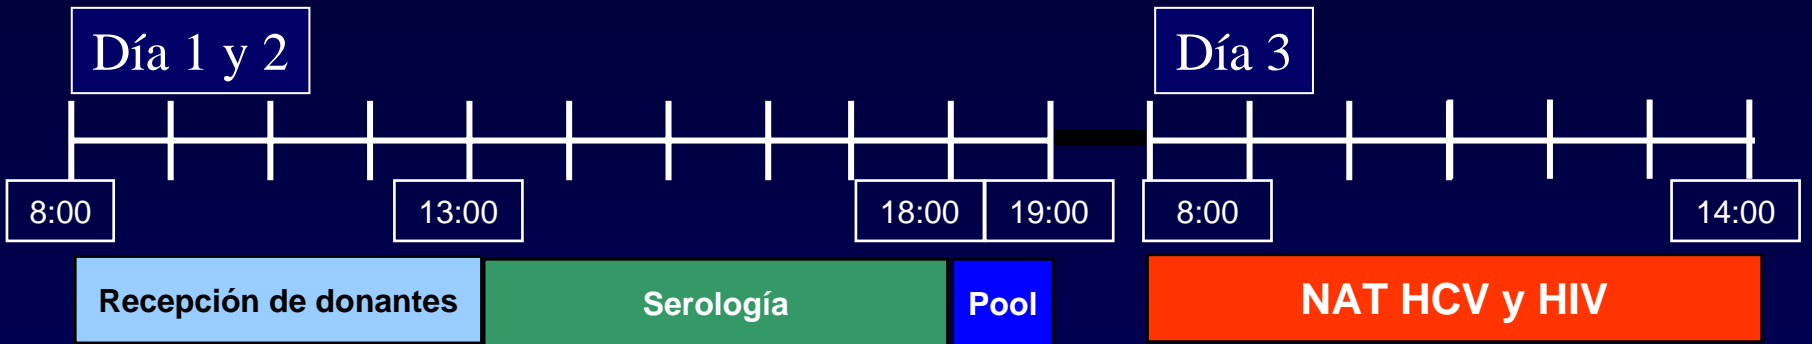 Día 1 y 2
Día 3
8:00
13:00
18:00
19:00
8:00
14:00
Recepción de donantes
Serología
Pool
NAT HCV y HIV